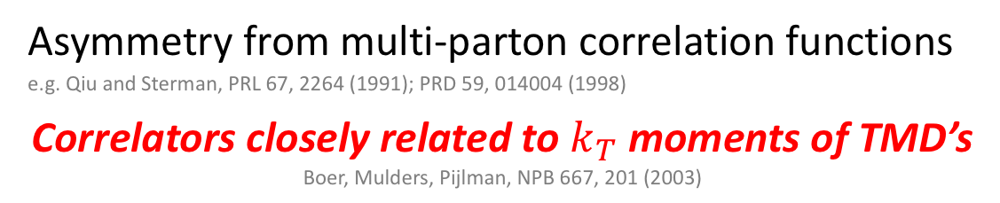 Asymmetry from multi-parton correlation functions
e.g. Qiu and Sterman, PRL 67, 2264 (1991); PRD 59, 014004 (1998)
Correlators closely related to k_T moments of TMD’s
Boer, Mulders, Pijlman, NPB 667, 201 (2003)